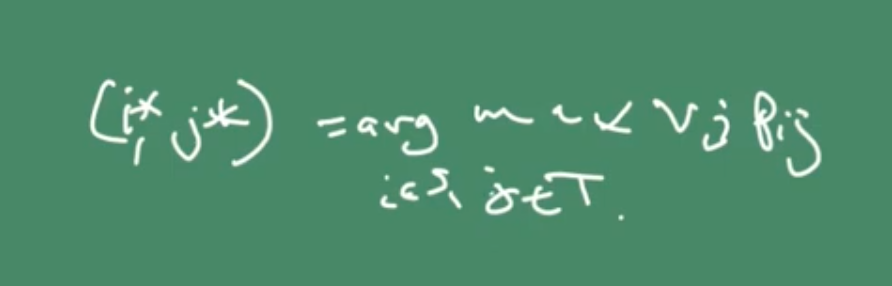 (i*, j*) = arg max v_j p_ij
i∈S, j∈T.